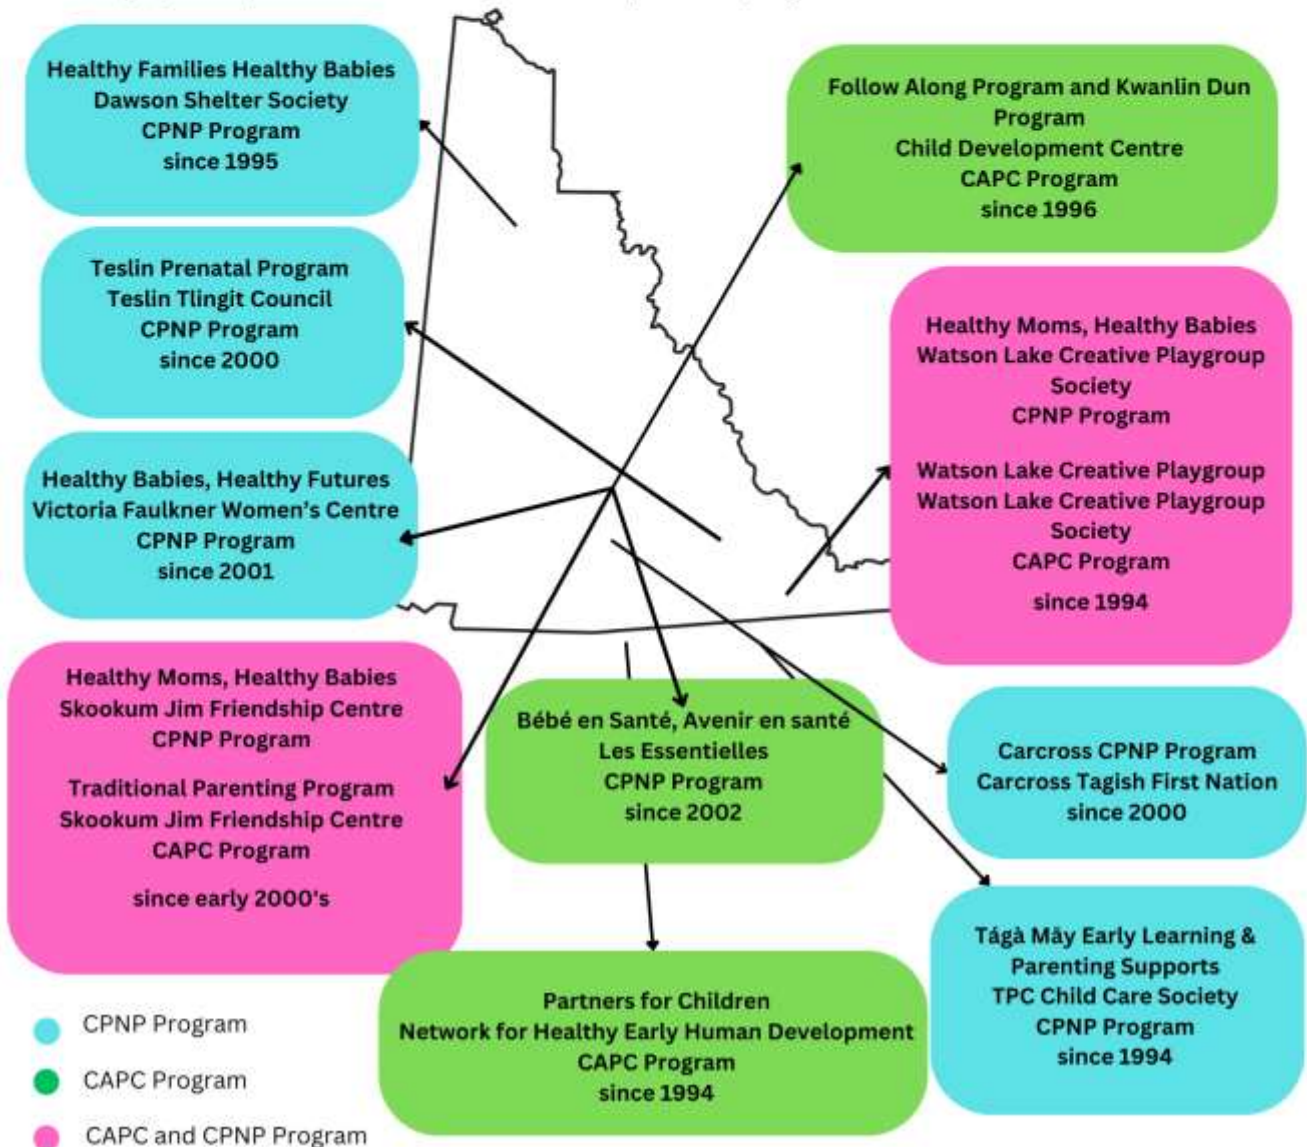 Healthy Families Healthy Babies
Dawson Shelter Society
CPNP Program
since 1995
Follow Along Program and Kwanlin Dun
Program
Child Development Centre
CAPC Program
since 1996
Teslin Prenatal Program
Teslin Tlingit Council
CPNP Program
since 2000
Healthy Moms, Healthy Babies
Watson Lake Creative Playgroup
Society
CPNP Program
Watson Lake Creative Playgroup
Watson Lake Creative Playgroup
Society
CAPC Program
since 1994
Healthy Babies, Healthy Futures
Victoria Faulkner Women's Centre
CPNP Program
since 2001
Healthy Moms, Healthy Babies
Skookum Jim Friendship Centre
CPNP Program
Traditional Parenting Program
Skookum Jim Friendship Centre
CAPC Program
since early 2000's
Bébé en Santé, Avenir en santé
Les Essentielles
CPNP Program
since 2002
Carcross CPNP Program
Carcross Tagish First Nation
since 2000
Tágà Mäy Early Learning &
Parenting Supports
TPC Child Care Society
CPNP Program
since 1994
Partners for Children
Network for Healthy Early Human Development
CAPC Program
since 1994
CPNP Program
CAPC Program
CAPC and CPNP Program